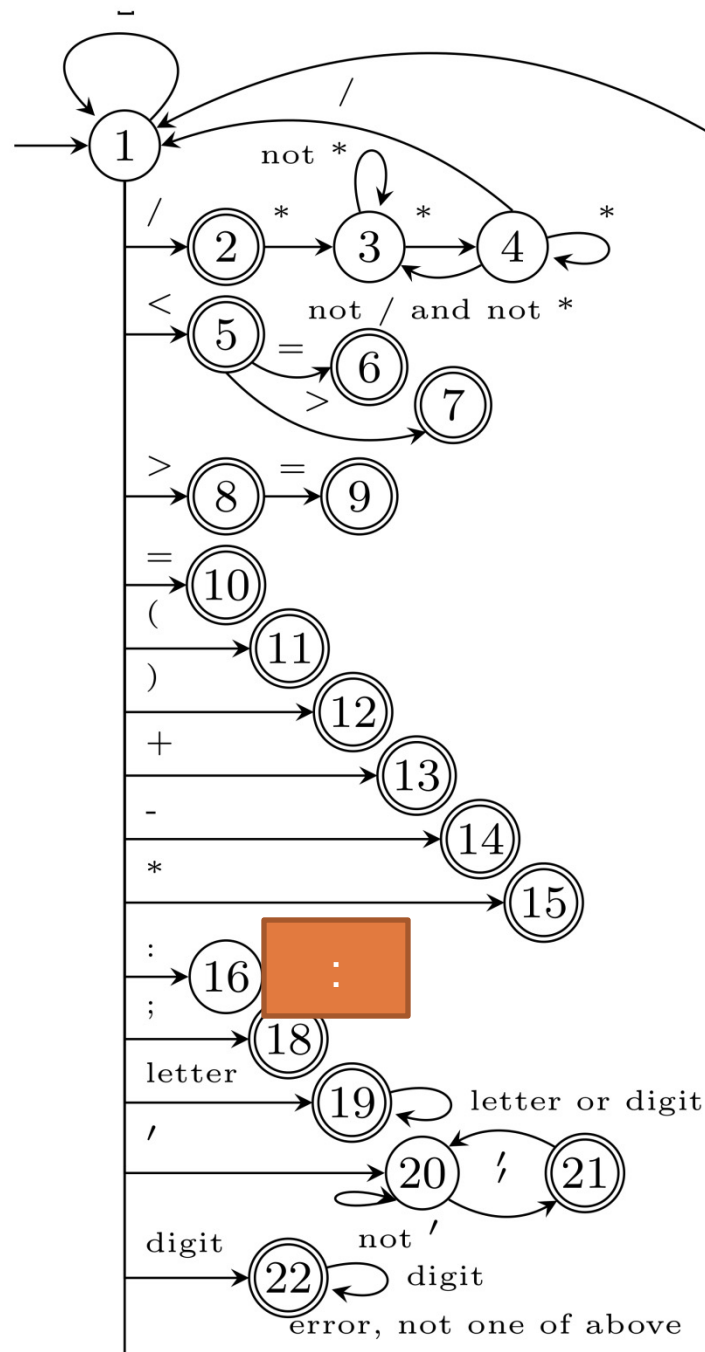 ␣
/
1
not *
/ 2 * 3 * 4 *
< 5 = 6 not / and not *
> 7
> 8 = 9
= 10
( 11
) 12
+ 13
- 14
* 15
: 16 :
; 18
letter 19 letter or digit
' 20 ' ' 21
not '
digit 22 digit
error, not one of above